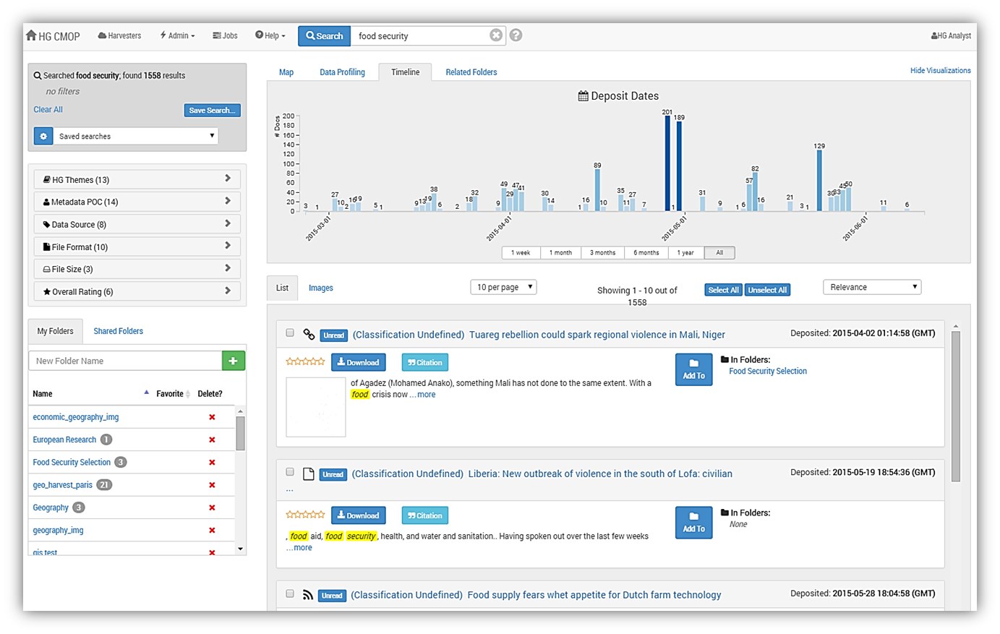 HG CMOP Harvesters Admin Jobs Help Search food security HG Analyst
Searched food security; found 1558 results
no filters
Clear All Save Search...
Saved searches
HG Themes (13)
Metadata POC (14)
Data Source (8)
File Format (10)
File Size (3)
Overall Rating (6)
My Folders Shared Folders
New Folder Name
Name Favorite Delete?
economic_geography_img
European Research 1
Food Security Selection 3
geo_harvest_paris 21
Geography 3
geography_img
gis test
Map Data Profiling Timeline Related Folders Hide Visualizations
Deposit Dates
# Docs
200
180
160
140
120
100
80
60
40
20
0
3 1 27 10 2 16 19 5 1 9 13 19 38 6 2 18 32 9 49 29 47 41 30 14 1 16 89 10 35 11 27 7 201 1 189 31 9 1 6 57 82 16 21 3 1 129 30 33 45 50 11 6
2015-03-01 2015-04-01 2015-05-01 2015-06-01
1 week 1 month 3 months 6 months 1 year All
List Images 10 per page Showing 1 - 10 out of
1558
Select All Unselect All Relevance
Unread (Classification Undefined) Tuareg rebellion could spark regional violence in Mali, Niger Deposited: 2015-04-02 01:14:58 (GMT)
Download Citation Add To In Folders:
Food Security Selection
of Agadez (Mohamed Anako), something Mali has not done to the same extent. With a
food crisis now ...more
Unread (Classification Undefined) Liberia: New outbreak of violence in the south of Lofa: civilian Deposited: 2015-05-19 18:54:36 (GMT)
...
Download Citation Add To In Folders:
None
, food aid, food security, health, and water and sanitation.. Having spoken out over the last few weeks
...more
Unread (Classification Undefined) Food supply fears whet appetite for Dutch farm technology Deposited: 2015-05-28 18:04:58 (GMT)